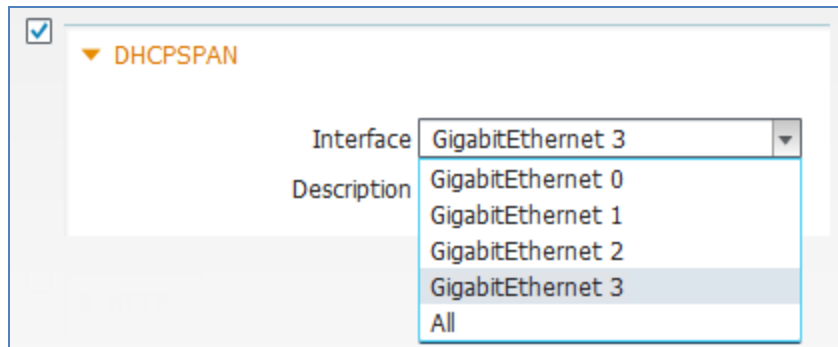 DHCPSPAN
Interface GigabitEthernet 3
Description GigabitEthernet 0
GigabitEthernet 1
GigabitEthernet 2
GigabitEthernet 3
All